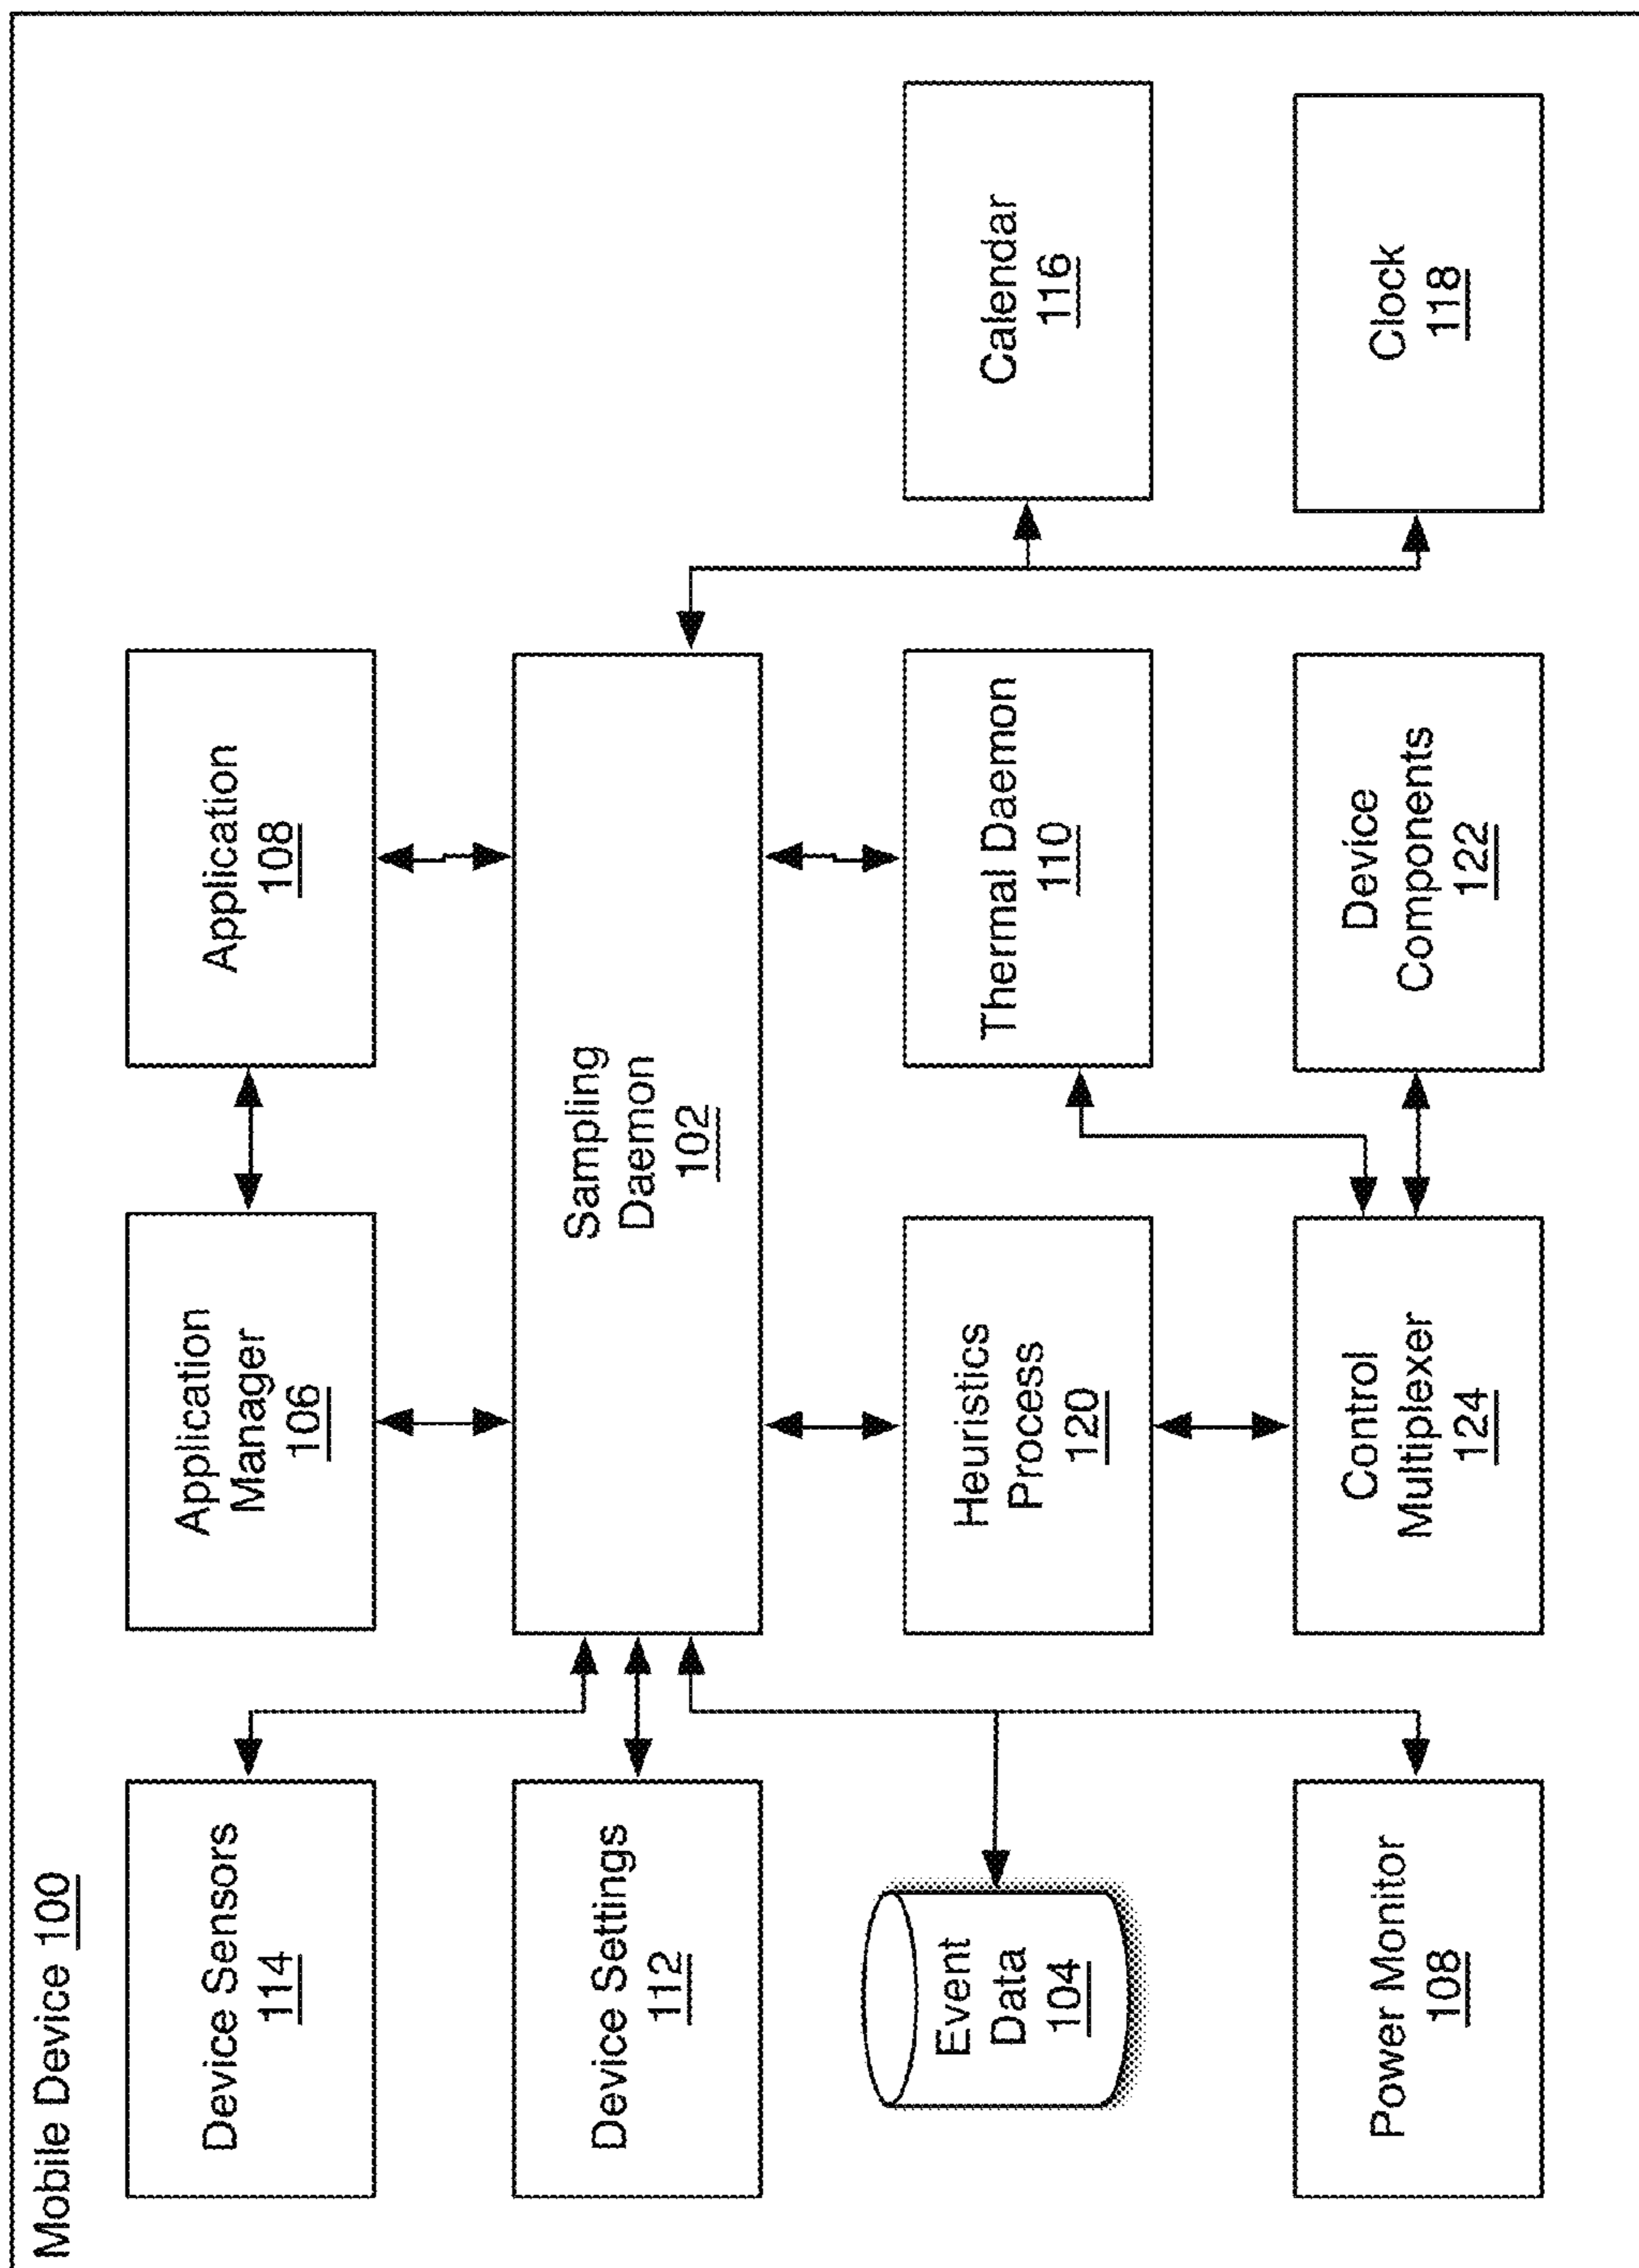 Mobile Device 100
Device Sensors
114
Application
Manager
106
Application
108
Device Settings
112
Sampling
Daemon
102
Event
Data
104
Heuristics
Process
120
Thermal Daemon
110
Calendar
116
Power Monitor
108
Control
Multiplexer
124
Device
Components
122
Clock
118